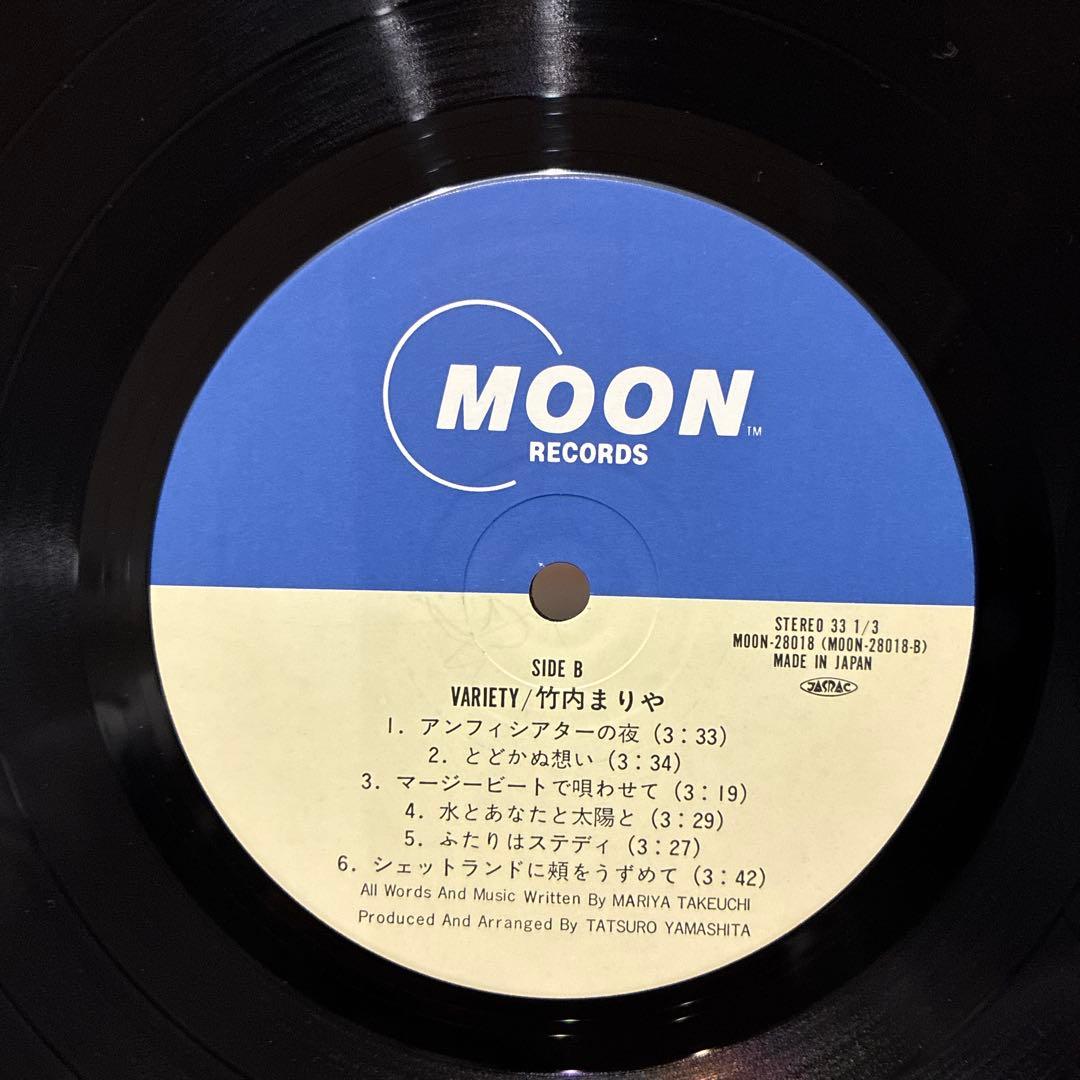 MOON™
RECORDS
STEREO 33 1/3
MOON-28018 (MOON-28018-B)
MADE IN JAPAN
JASRAC
SIDE B
VARIETY/竹内まりや
1. アンフィシアターの夜 (3:33)
2. とどかぬ想い (3:34)
3. マージービートで唄わせて (3:19)
4. 水とあなたと太陽と (3:29)
5. ふたりはステディ (3:27)
6. シェットランドに頰をうずめて (3:42)
All Words And Music Written By MARIYA TAKEUCHI
Produced And Arranged By TATSURO YAMASHITA